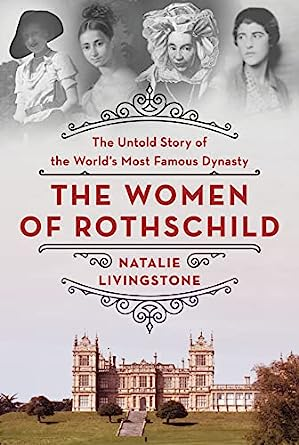 The Untold Story of
the World's Most Famous Dynasty
THE WOMEN
OF ROTHSCHILD
NATALIE
LIVINGSTONE